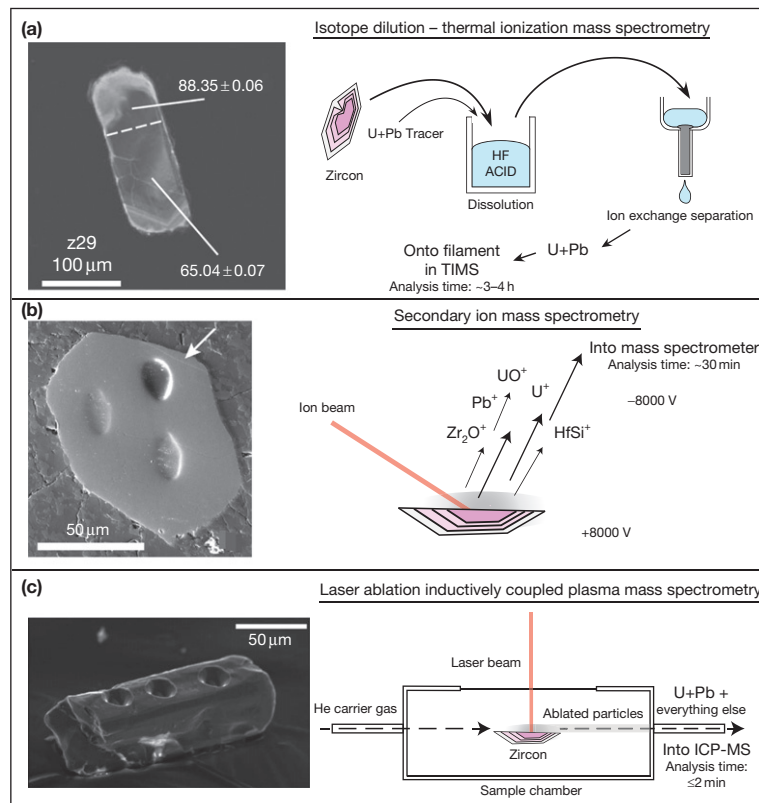 (a)
Isotope dilution – thermal ionization mass spectrometry
88.35 ± 0.06
65.04 ± 0.07
z29
100 μm
U+Pb Tracer
Zircon
HF
ACID
Dissolution
Ion exchange separation
U+Pb
Onto filament
in TIMS
Analysis time: ~3–4 h
(b)
Secondary ion mass spectrometry
50 μm
Ion beam
Zr₂O⁺
Pb⁺
UO⁺
U⁺
HfSi⁺
Into mass spectrometer
Analysis time: ~30 min
–8000 V
+8000 V
(c)
Laser ablation inductively coupled plasma mass spectrometry
50 μm
Laser beam
He carrier gas
Ablated particles
Zircon
Sample chamber
U+Pb +
everything else
Into ICP-MS
Analysis time:
≤2 min